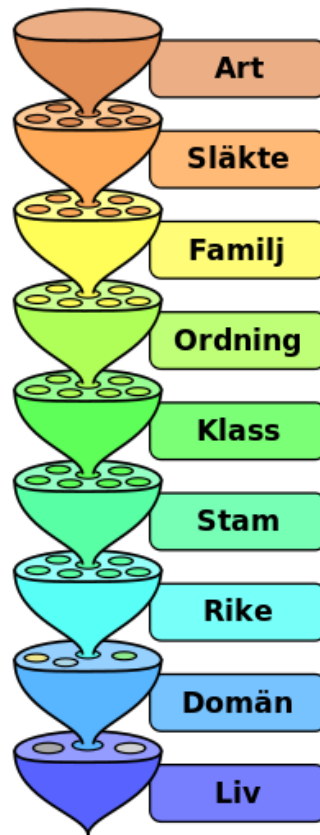 Art
Släkte
Familj
Ordning
Klass
Stam
Rike
Domän
Liv